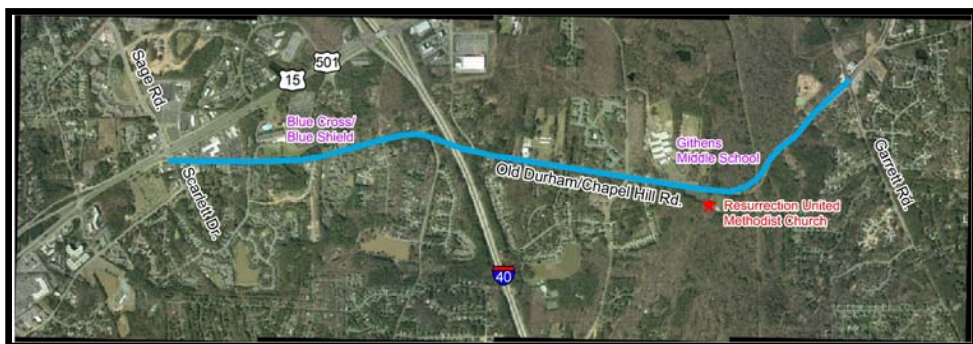 Sage Rd.
15
501
Blue Cross/
Blue Shield
Scarlett Dr.
40
Old Durham/Chapel Hill Rd.
Githens
Middle School
Garrett Rd.
Resurrection United
Methodist Church